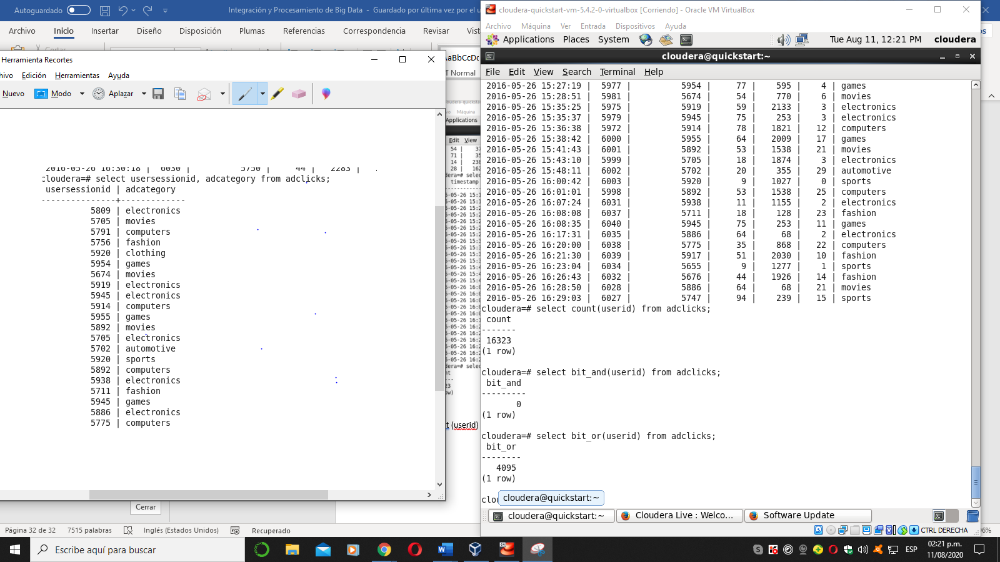 Autoguardado
Integración y Procesamiento de Big Data - Guardado por última vez por el u
Archivo Inicio Insertar Diseño Disposición Plumas Referencias Correspondencia Revisar Vist
Cortar
AaBbCcDc
¶ Normal
Herramienta Recortes
hivo Edición Herramientas Ayuda
Nuevo Modo Aplazar
2016-05-26 16:30:18 | 6030 | 5750 | 44 | 2283 |
cloudera=# select usersessionid, adcategory from adclicks;
usersessionid | adcategory
---------------+-------------
5809 | electronics
5705 | movies
5791 | computers
5756 | fashion
5920 | clothing
5954 | games
5674 | movies
5919 | electronics
5945 | electronics
5914 | computers
5955 | games
5892 | movies
5705 | electronics
5702 | automotive
5920 | sports
5892 | computers
5938 | electronics
5711 | fashion
5945 | games
5886 | electronics
5775 | computers
Cerrar
Máquina
Applications
Edit View
54 |
71 |
14 |
28 |
timestamp
t (userid)
Página 32 de 32 7515 palabras Inglés (Estados Unidos) Recuperado
cloudera-quickstart-vm-5.4.2-0-virtualbox [Corriendo] - Oracle VM VirtualBox
Archivo Máquina Ver Entrada Dispositivos Ayuda
Applications Places System Tue Aug 11, 12:21 PM cloudera
cloudera@quickstart:~
File Edit View Search Terminal Help
2016-05-26 15:27:19 | 5977 | 5954 | 77 | 595 | 4 | games
2016-05-26 15:28:51 | 5981 | 5674 | 54 | 770 | 6 | movies
2016-05-26 15:35:25 | 5975 | 5919 | 59 | 2133 | 3 | electronics
2016-05-26 15:35:37 | 5979 | 5945 | 75 | 253 | 3 | electronics
2016-05-26 15:36:38 | 5972 | 5914 | 78 | 1821 | 12 | computers
2016-05-26 15:38:42 | 6000 | 5955 | 64 | 2009 | 17 | games
2016-05-26 15:41:43 | 6001 | 5892 | 53 | 1538 | 21 | movies
2016-05-26 15:43:10 | 5999 | 5705 | 18 | 1874 | 3 | electronics
2016-05-26 15:48:11 | 6002 | 5702 | 20 | 355 | 29 | automotive
2016-05-26 16:00:42 | 6003 | 5920 | 9 | 1027 | 0 | sports
2016-05-26 16:01:01 | 5998 | 5892 | 53 | 1538 | 25 | computers
2016-05-26 16:07:24 | 6031 | 5938 | 11 | 1155 | 2 | electronics
2016-05-26 16:08:08 | 6037 | 5711 | 18 | 128 | 23 | fashion
2016-05-26 16:08:35 | 6040 | 5945 | 75 | 253 | 11 | games
2016-05-26 16:17:31 | 6035 | 5886 | 64 | 68 | 2 | electronics
2016-05-26 16:20:00 | 6038 | 5775 | 35 | 868 | 22 | computers
2016-05-26 16:21:30 | 6039 | 5917 | 51 | 2030 | 10 | fashion
2016-05-26 16:23:04 | 6034 | 5655 | 9 | 1277 | 1 | sports
2016-05-26 16:26:43 | 6032 | 5676 | 44 | 1926 | 14 | fashion
2016-05-26 16:28:50 | 6028 | 5886 | 64 | 68 | 21 | movies
2016-05-26 16:29:03 | 6027 | 5747 | 94 | 239 | 15 | sports
cloudera=# select count(userid) from adclicks;
count
-------
16323
(1 row)
cloudera=# select bit_and(userid) from adclicks;
bit_and
---------
0
(1 row)
cloudera=# select bit_or(userid) from adclicks;
bit_or
--------
4095
(1 row)
clou
cloudera@quickstart:~
cloudera@quickstart:~ Cloudera Live : Welco... Software Update
CTRL DERECHA
96%
Escribe aquí para buscar
ESP
02:21 p.m.
11/08/2020